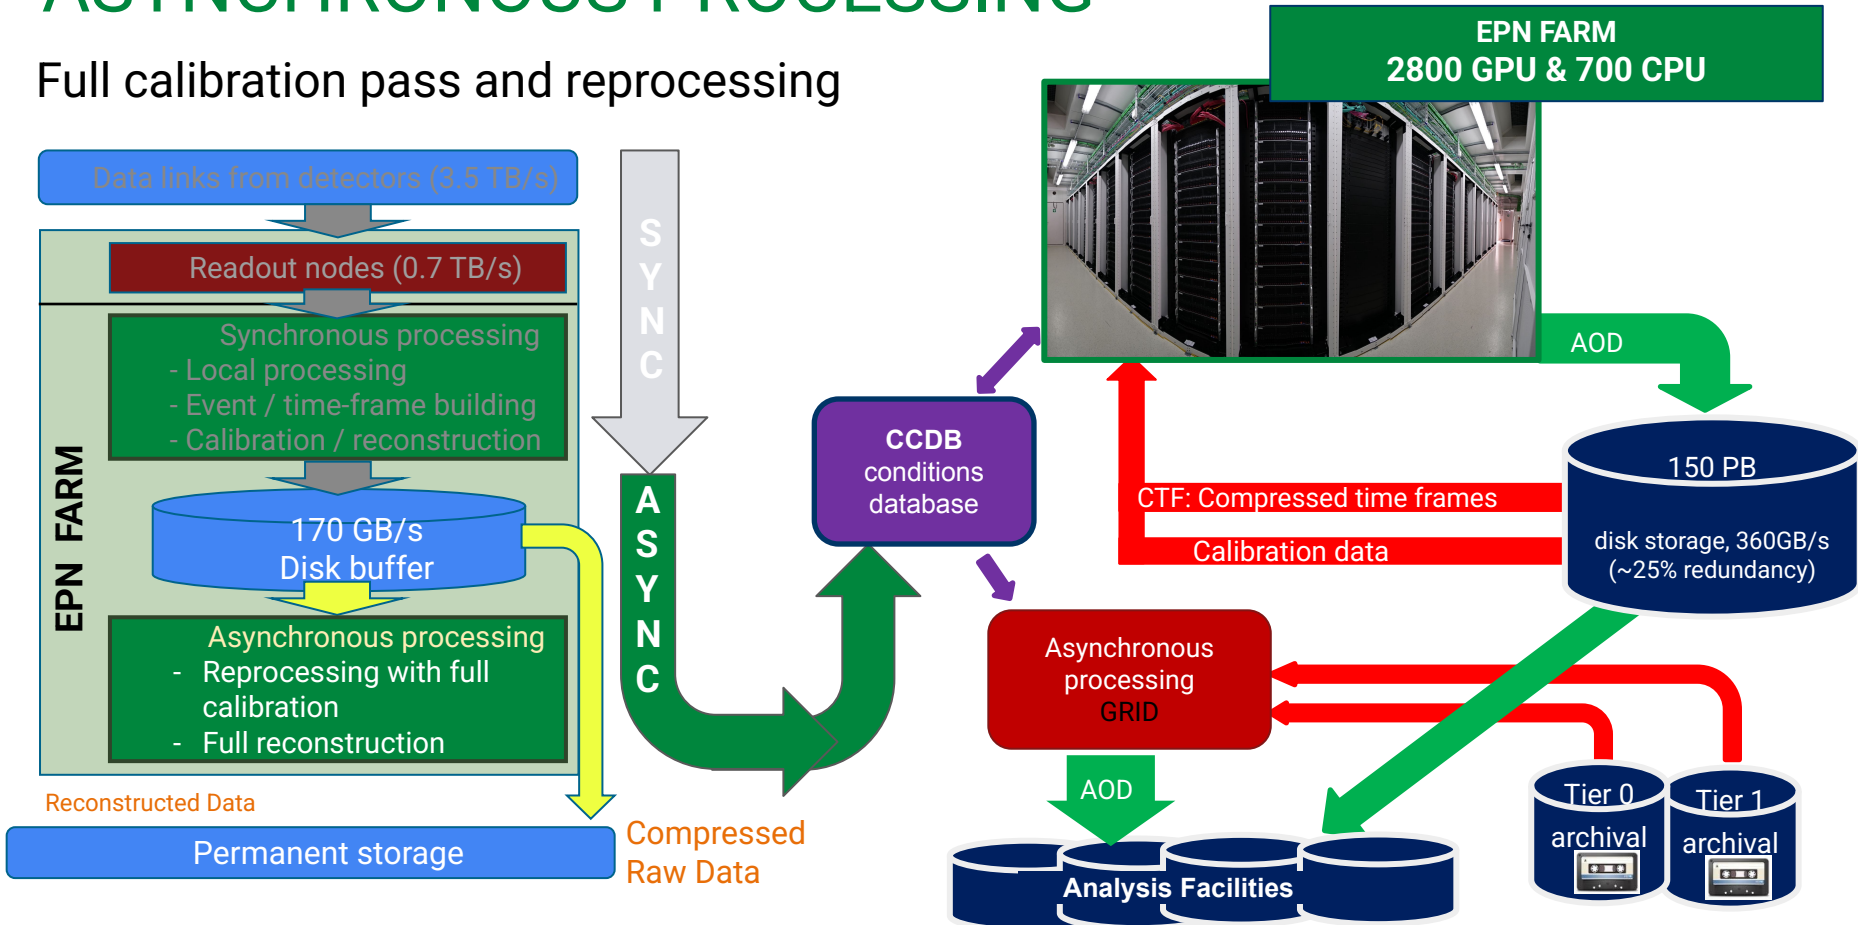 ASYNCHRONOUS PROCESSING
Full calibration pass and reprocessing
EPN FARM
2800 GPU & 700 CPU
Data links from detectors (3.5 TB/s)
Readout nodes (0.7 TB/s)
Synchronous processing
- Local processing
- Event / time-frame building
- Calibration / reconstruction
EPN FARM
170 GB/s
Disk buffer
Asynchronous processing
- Reprocessing with full
calibration
- Full reconstruction
Reconstructed Data
Permanent storage
Compressed
Raw Data
SYNC
ASYNC
CCDB
conditions
database
AOD
CTF: Compressed time frames
Calibration data
150 PB
disk storage, 360GB/s
(~25% redundancy)
Asynchronous
processing
GRID
AOD
Tier 0
archival
Tier 1
archival
Analysis Facilities